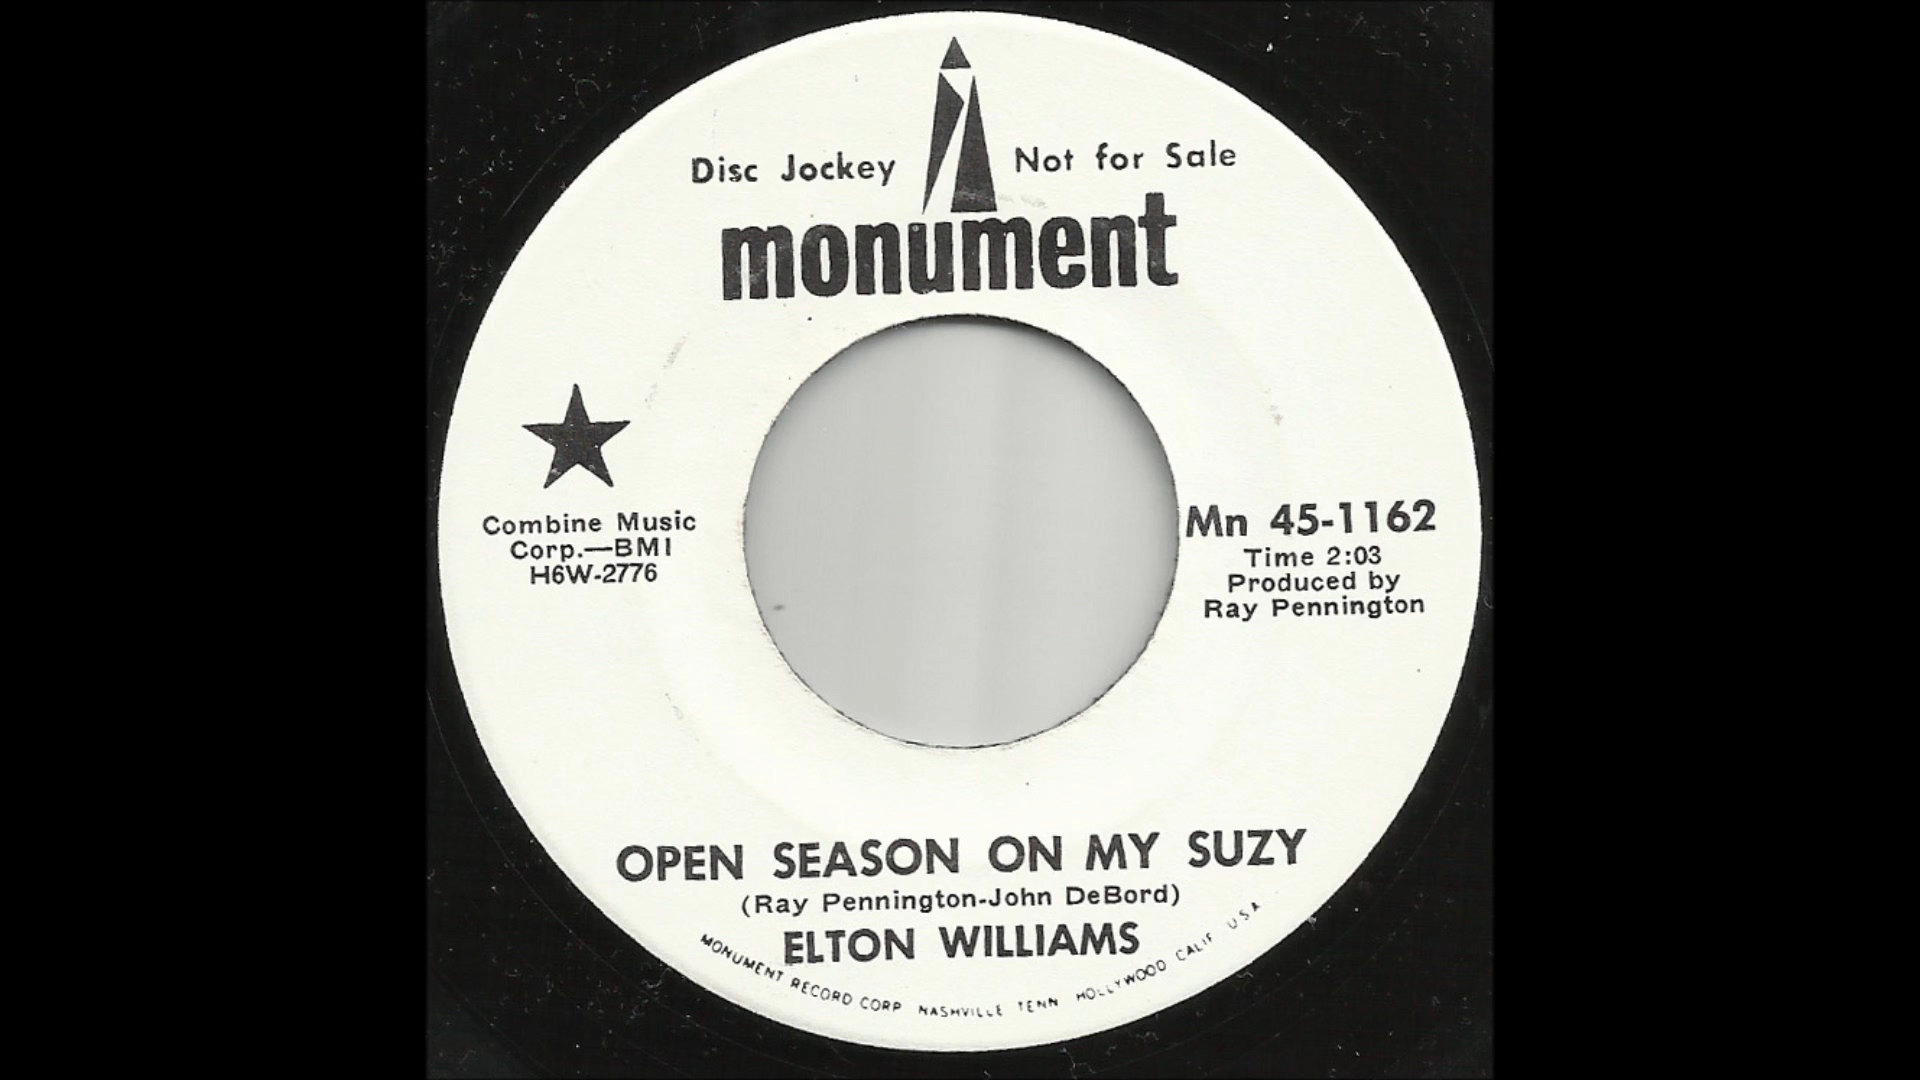 Disc Jockey Not for Sale
monument
Combine Music
Corp.—BMI
H6W-2776
Mn 45-1162
Time 2:03
Produced by
Ray Pennington
OPEN SEASON ON MY SUZY
(Ray Pennington-John DeBord)
ELTON WILLIAMS
MONUMENT RECORD CORP NASHVILLE TENN HOLLYWOOD CALIF USA